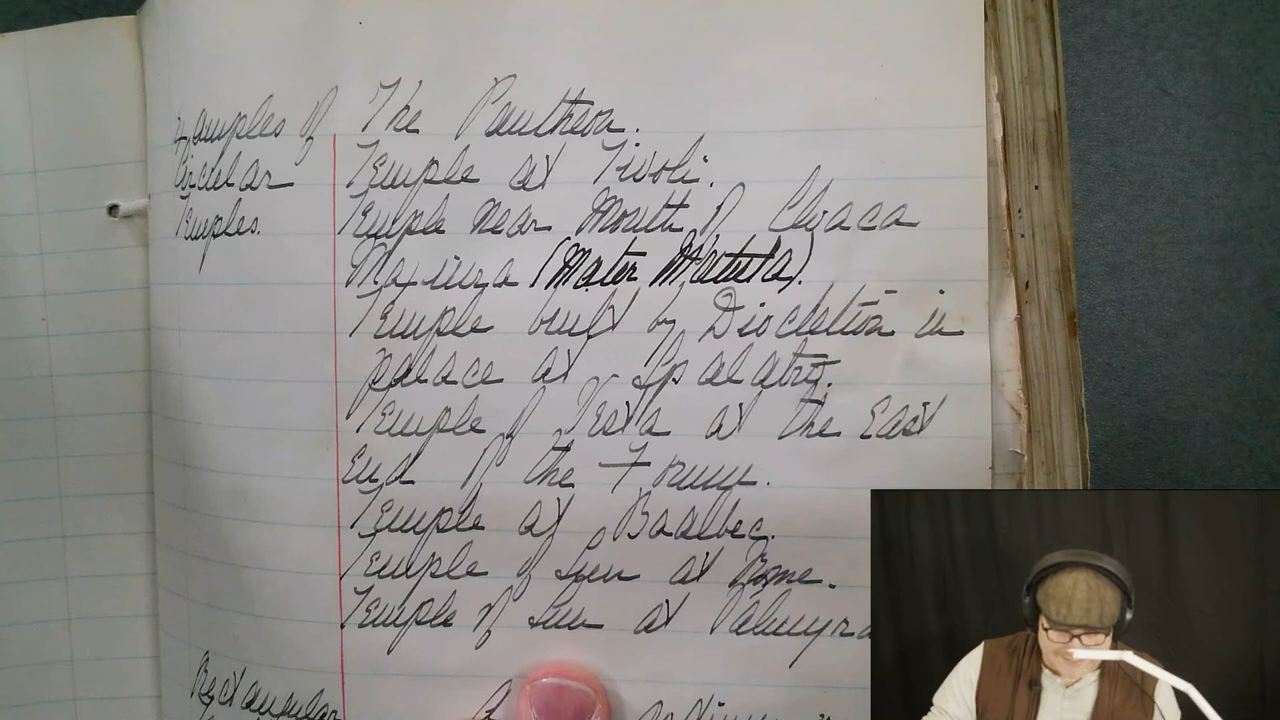 Examples of
Circular
Temples.
The Pantheon.
Temple at Tivoli.
Temple near Mouth of Cloaca
Maxima (Mater Matuta).
Temple built by Diocletian in
palace at Spalatro.
Temple of Vesta at the East
End of the Forum.
Temple at Baalbec.
Temple of Sun at Rome.
Temple of Sun at Palmyra
Rectangular